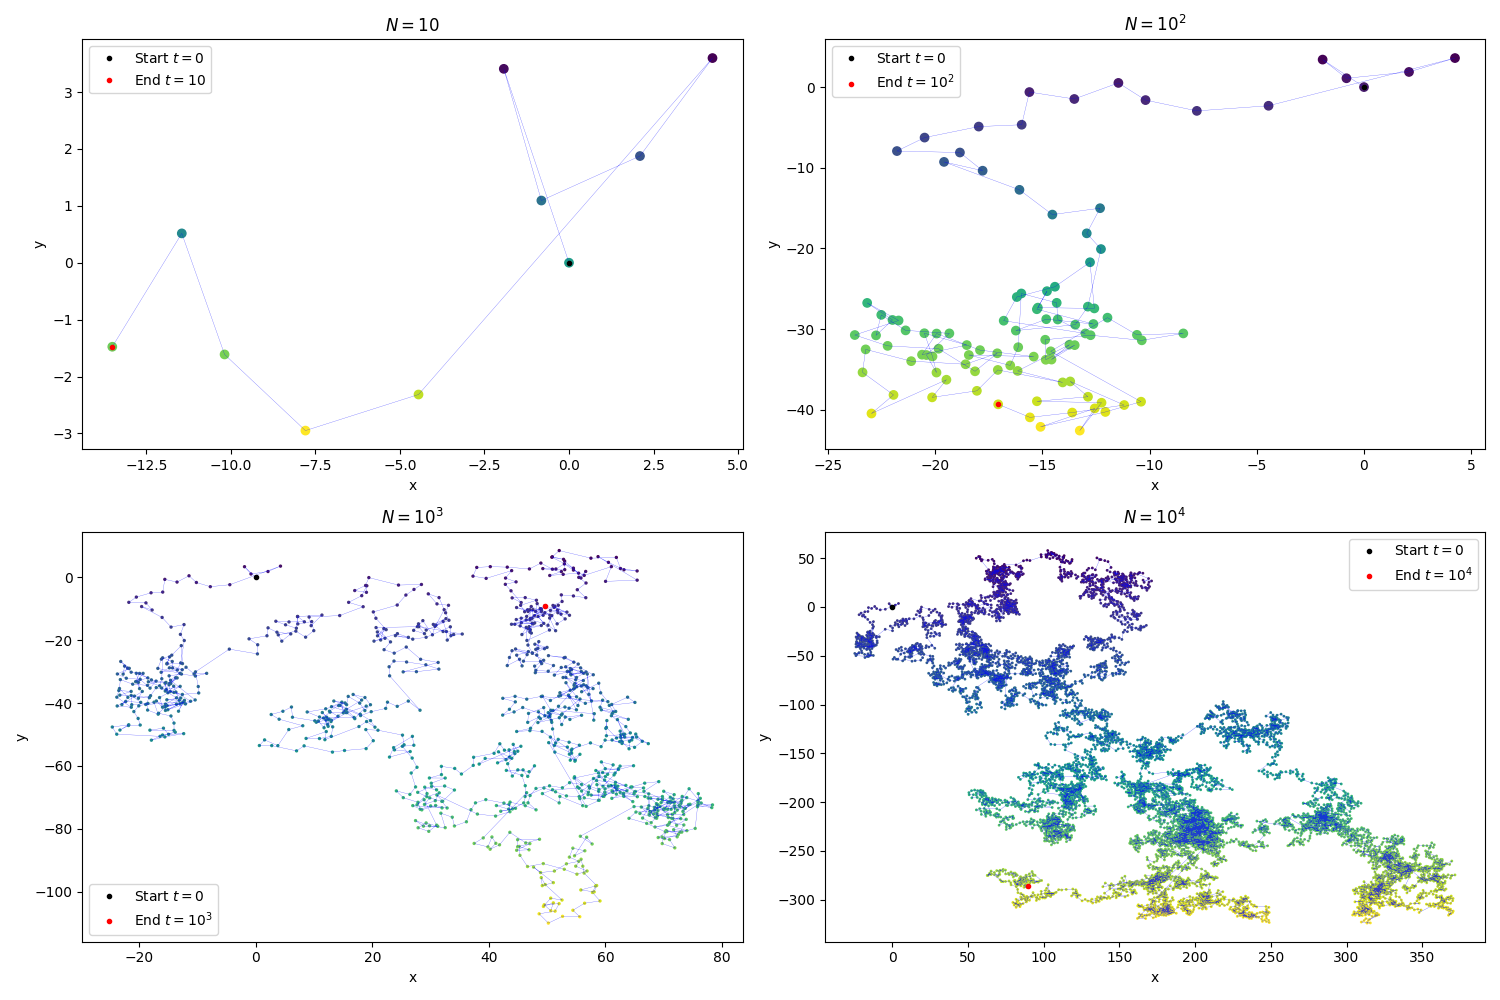 N = 10
Start t = 0
End t = 10
3
2
1
0
−1
−2
−3
y
−12.5 −10.0 −7.5 −5.0 −2.5 0.0 2.5 5.0
x
N = 10²
Start t = 0
End t = 10²
0
−10
−20
−30
−40
y
−25 −20 −15 −10 −5 0 5
x
N = 10³
0
−20
−40
−60
−80
−100
y
Start t = 0
End t = 10³
−20 0 20 40 60 80
x
N = 10⁴
Start t = 0
End t = 10⁴
50
0
−50
−100
−150
−200
−250
−300
y
0 50 100 150 200 250 300 350
x